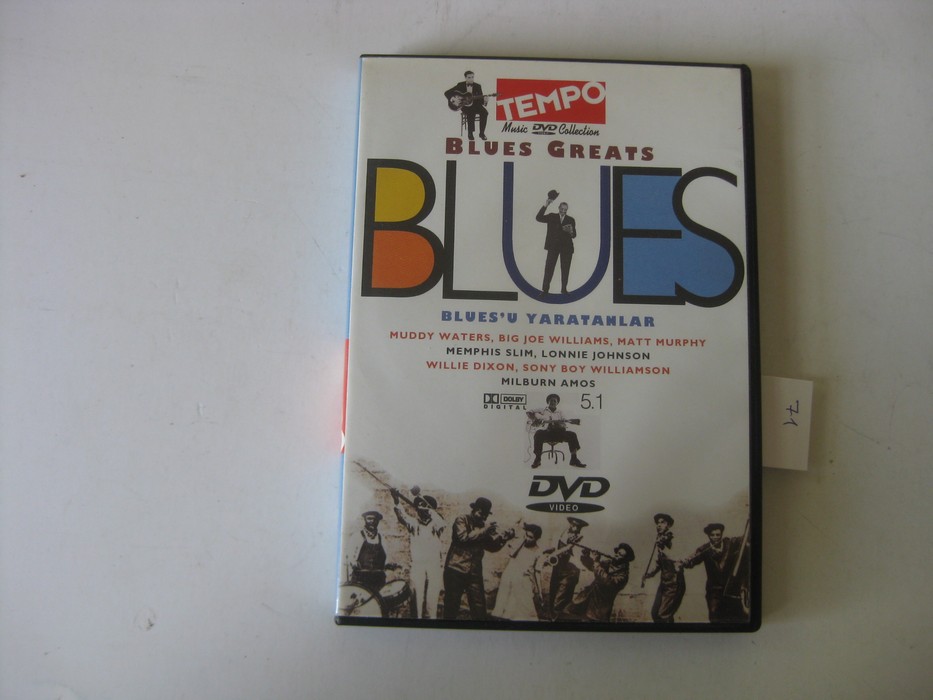 TEMPO
Music DVD Collection
BLUES GREATS
BLUES
BLUES'U YARATANLAR
MUDDY WATERS, BIG JOE WILLIAMS, MATT MURPHY
MEMPHIS SLIM, LONNIE JOHNSON
WILLIE DIXON, SONY BOY WILLIAMSON
MILBURN AMOS
DOLBY
DIGITAL
5.1
DVD
VIDEO
71